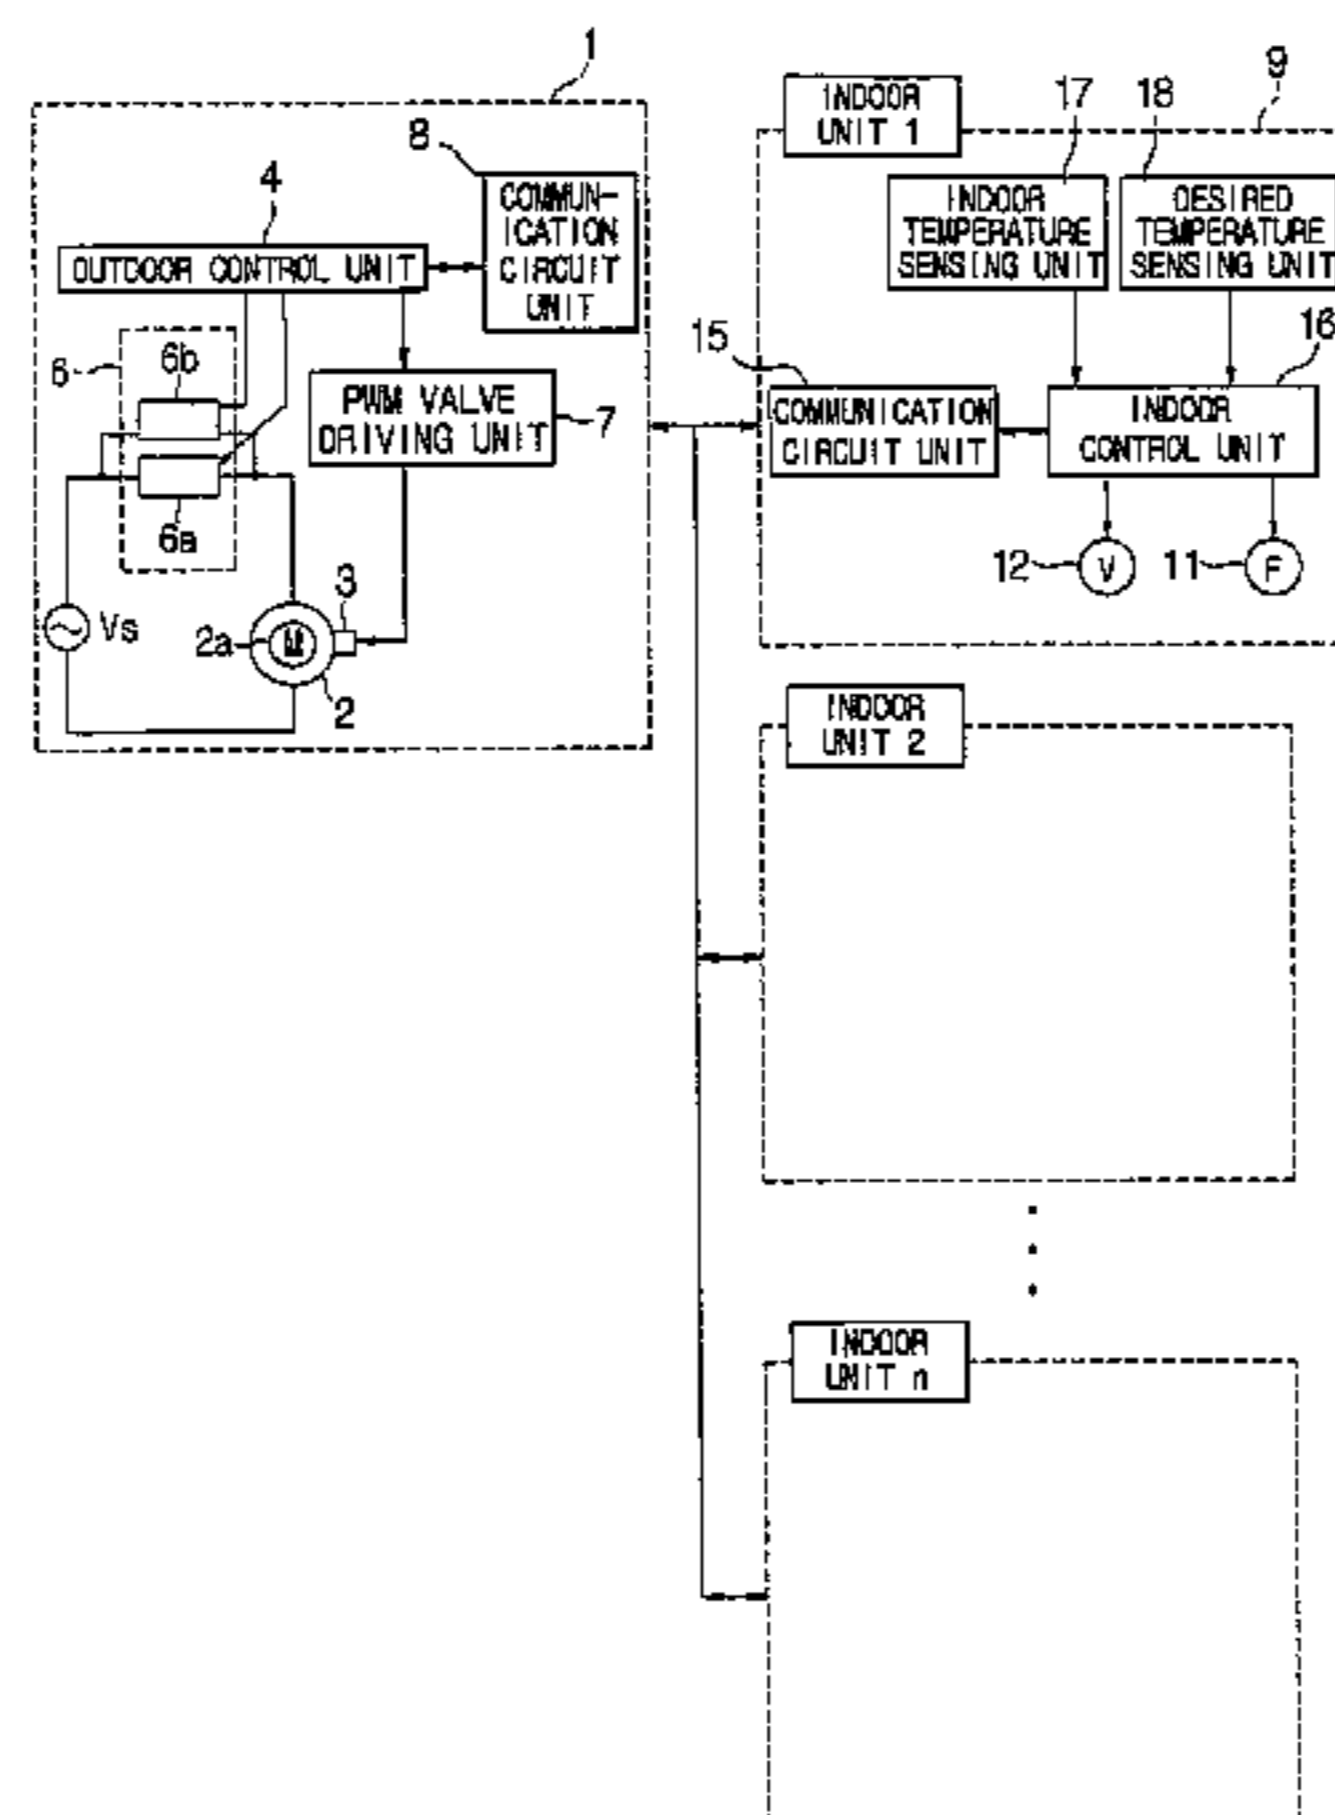 1
8
COMMUN-
ICATION
CIRCUIT
UNIT
4
OUTDOOR CONTROL UNIT
6
6b
6a
PWM VALVE
DRIVING UNIT
7
Vs
2a
M
3
2
INDOOR
UNIT 1
17
18
9
INDOOR
TEMPERATURE
SENSING UNIT
DESIRED
TEMPERATURE
SENSING UNIT
15
16
COMMUNICATION
CIRCUIT UNIT
INDOOR
CONTROL UNIT
12
V
11
F
INDOOR
UNIT 2
INDOOR
UNIT n